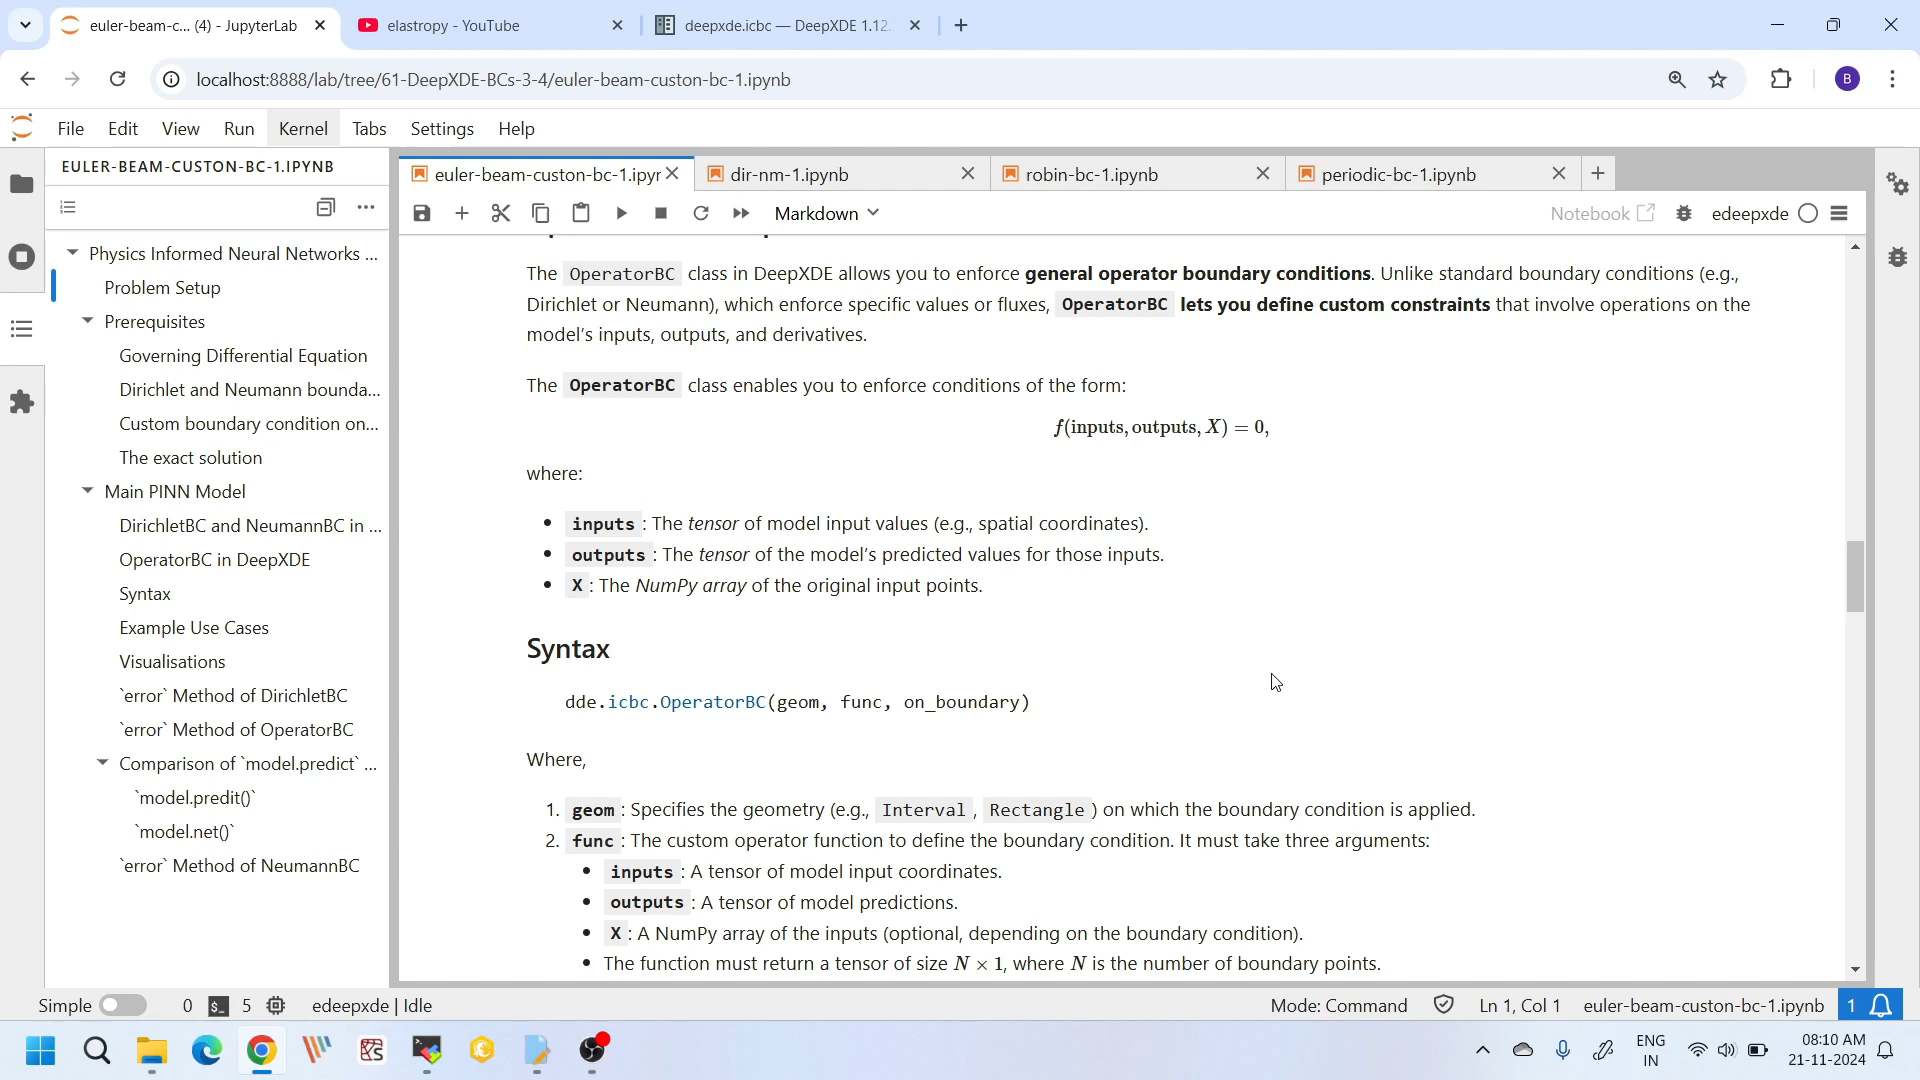 euler-beam-c... (4) - JupyterLab
elastropy - YouTube
deepxde.icbc — DeepXDE 1.12.
localhost:8888/lab/tree/61-DeepXDE-BCs-3-4/euler-beam-custon-bc-1.ipynb
B
File Edit View Run Kernel Tabs Settings Help
EULER-BEAM-CUSTON-BC-1.IPYNB
Physics Informed Neural Networks ...
Problem Setup
Prerequisites
Governing Differential Equation
Dirichlet and Neumann bounda...
Custom boundary condition on...
The exact solution
Main PINN Model
DirichletBC and NeumannBC in ...
OperatorBC in DeepXDE
Syntax
Example Use Cases
Visualisations
`error` Method of DirichletBC
`error` Method of OperatorBC
Comparison of `model.predict` ...
`model.predit()`
`model.net()`
`error` Method of NeumannBC
euler-beam-custon-bc-1.ipyr
dir-nm-1.ipynb
robin-bc-1.ipynb
periodic-bc-1.ipynb
Markdown
Notebook
edeepxde
The OperatorBC class in DeepXDE allows you to enforce general operator boundary conditions. Unlike standard boundary conditions (e.g.,
Dirichlet or Neumann), which enforce specific values or fluxes, OperatorBC lets you define custom constraints that involve operations on the
model's inputs, outputs, and derivatives.
The OperatorBC class enables you to enforce conditions of the form:
f(inputs, outputs, X) = 0,
where:
• inputs : The tensor of model input values (e.g., spatial coordinates).
• outputs : The tensor of the model's predicted values for those inputs.
• X : The NumPy array of the original input points.
Syntax
dde.icbc.OperatorBC(geom, func, on_boundary)
Where,
1. geom : Specifies the geometry (e.g., Interval , Rectangle ) on which the boundary condition is applied.
2. func : The custom operator function to define the boundary condition. It must take three arguments:
• inputs : A tensor of model input coordinates.
• outputs : A tensor of model predictions.
• X : A NumPy array of the inputs (optional, depending on the boundary condition).
• The function must return a tensor of size N × 1, where N is the number of boundary points.
Simple 0 5 edeepxde | Idle
Mode: Command Ln 1, Col 1 euler-beam-custon-bc-1.ipynb 1
ENG
IN
08:10 AM
21-11-2024